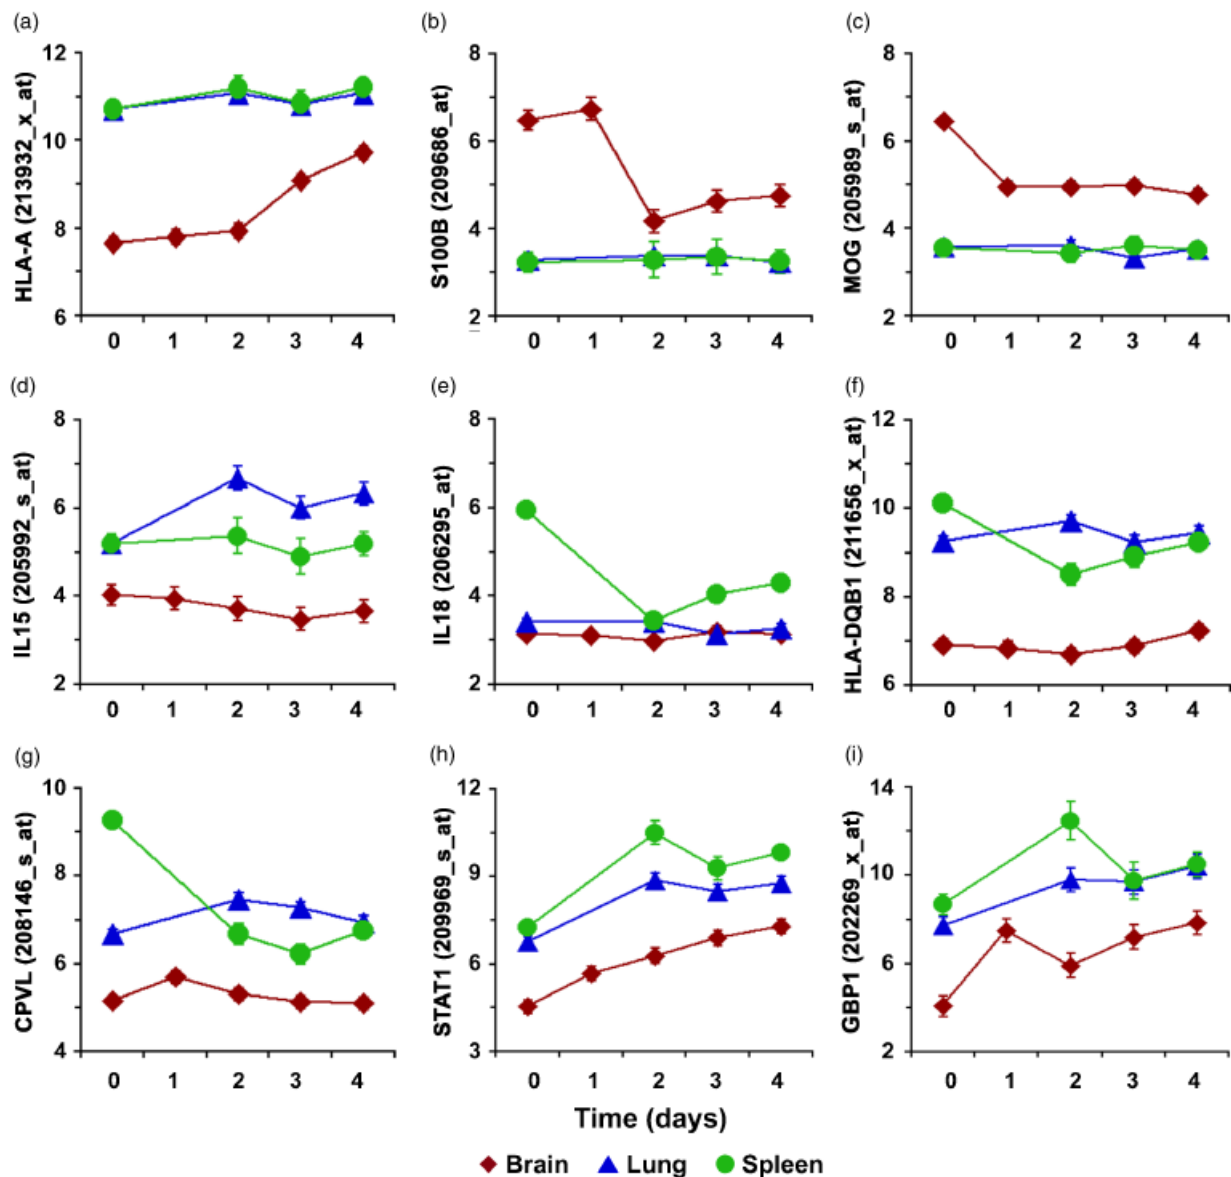 (a)
HLA-A (213932_x_at)
12
10
8
6
0 1 2 3 4
(b)
S100B (209686_at)
8
6
4
2
0 1 2 3 4
(c)
MOG (205989_s_at)
8
6
4
2
0 1 2 3 4
(d)
IL15 (205992_s_at)
8
6
4
2
0 1 2 3 4
(e)
IL18 (206295_at)
8
6
4
2
0 1 2 3 4
(f)
HLA-DQB1 (211656_x_at)
12
10
8
6
0 1 2 3 4
(g)
CPVL (208146_s_at)
10
8
6
4
0 1 2 3 4
(h)
STAT1 (209969_s_at)
12
9
6
3
0 1 2 3 4
(i)
GBP1 (202269_x_at)
14
10
6
2
0 1 2 3 4
Time (days)
Brain Lung Spleen